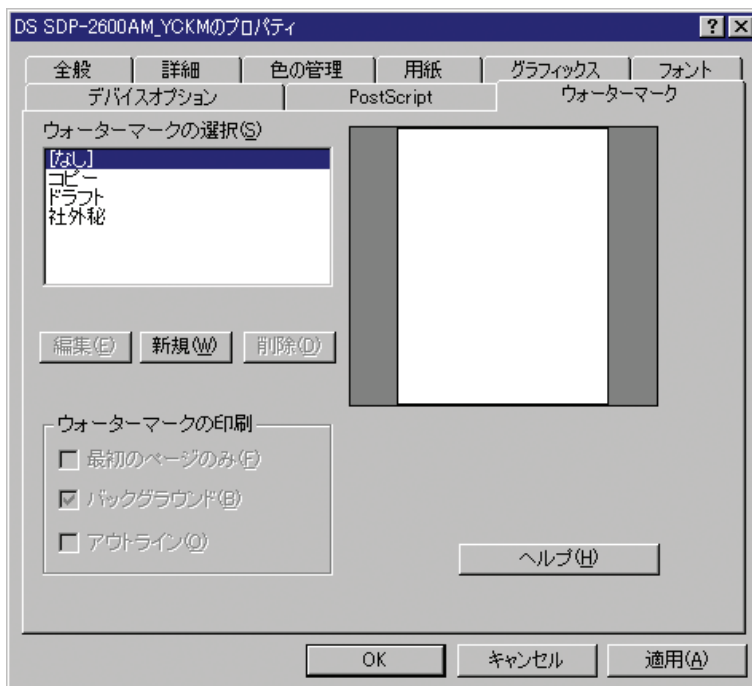 DS SDP-2600AM_YCKMのプロパティ
全般 詳細 色の管理 用紙 グラフィックス フォント
デバイスオプション PostScript ウォーターマーク
ウォーターマークの選択(S)
[なし]
コピー
ドラフト
社外秘
編集(E) 新規(W) 削除(D)
ウォーターマークの印刷
最初のページのみ(F)
バックグラウンド(B)
アウトライン(O)
ヘルプ(H)
OK キャンセル 適用(A)